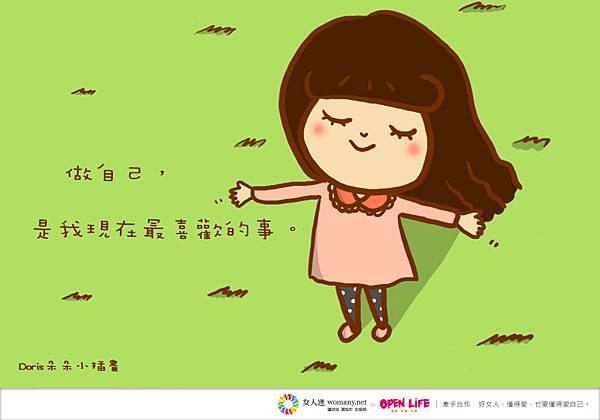 做自己，
是我現在最喜歡的事。
Doris朵朵小插畫
女人迷 womany.net
OPEN LiFE
牽手合作 好女人，懂得愛，也更懂得愛自己。